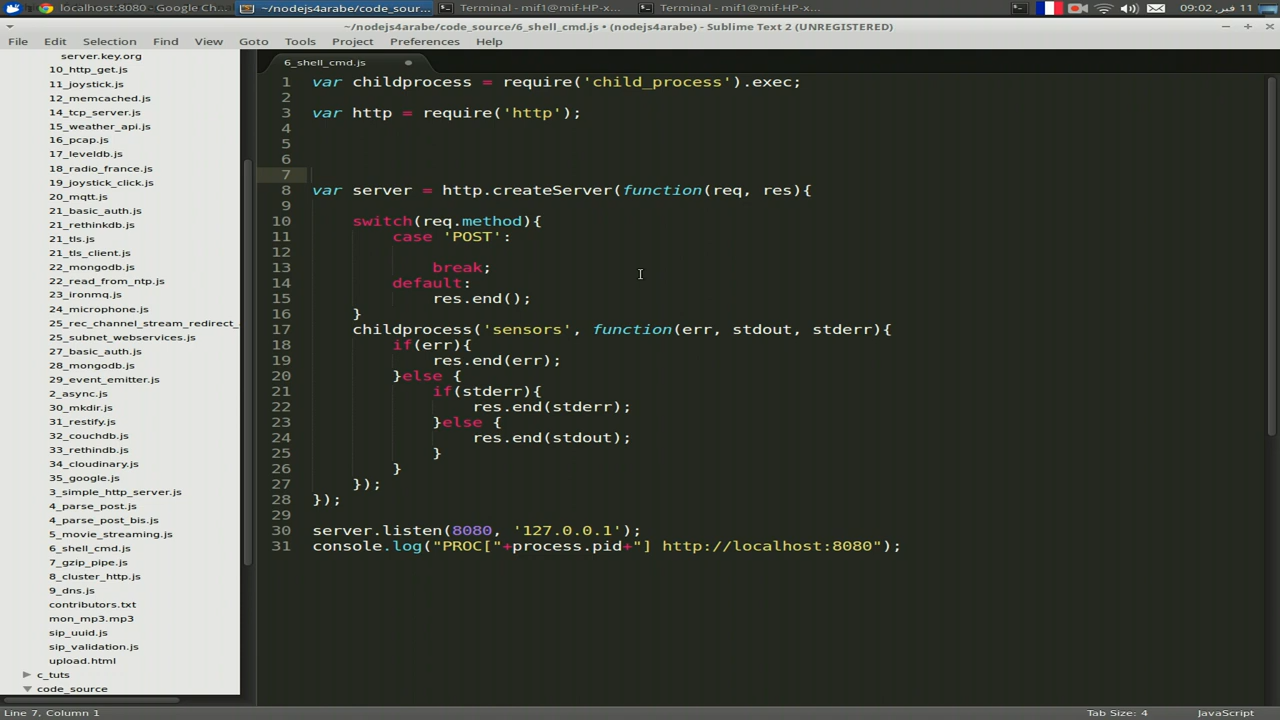 localhost:8080 - Google Ch...
~/nodejs4arabe/code_sour...
Terminal - mif1@mif-HP-x...
Terminal - mif1@mif-HP-x...
11 فبر, 09:02
~/nodejs4arabe/code_source/6_shell_cmd.js • (nodejs4arabe) - Sublime Text 2 (UNREGISTERED)
File Edit Selection Find View Goto Tools Project Preferences Help
server.key.org
10_http_get.js
11_joystick.js
12_memcached.js
14_tcp_server.js
15_weather_api.js
16_pcap.js
17_leveldb.js
18_radio_france.js
19_joystick_click.js
20_mqtt.js
21_basic_auth.js
21_rethinkdb.js
21_tls.js
21_tls_client.js
22_mongodb.js
22_read_from_ntp.js
23_ironmq.js
24_microphone.js
25_rec_channel_stream_redirect_
25_subnet_webservices.js
27_basic_auth.js
28_mongodb.js
29_event_emitter.js
2_async.js
30_mkdir.js
31_restify.js
32_couchdb.js
33_rethindb.js
34_cloudinary.js
35_google.js
3_simple_http_server.js
4_parse_post.js
4_parse_post_bis.js
5_movie_streaming.js
6_shell_cmd.js
7_gzip_pipe.js
8_cluster_http.js
9_dns.js
contributors.txt
mon_mp3.mp3
sip_uuid.js
sip_validation.js
upload.html
c_tuts
code_source
6_shell_cmd.js
1 var childprocess = require('child_process').exec;
2
3 var http = require('http');
4
5
6
7
8 var server = http.createServer(function(req, res){
9
10 switch(req.method){
11 case 'POST':
12
13 break;
14 default:
15 res.end();
16 }
17 childprocess('sensors', function(err, stdout, stderr){
18 if(err){
19 res.end(err);
20 }else {
21 if(stderr){
22 res.end(stderr);
23 }else {
24 res.end(stdout);
25 }
26 }
27 });
28 });
29
30 server.listen(8080, '127.0.0.1');
31 console.log("PROC["+process.pid+"] http://localhost:8080");
Line 7, Column 1
Tab Size: 4
JavaScript